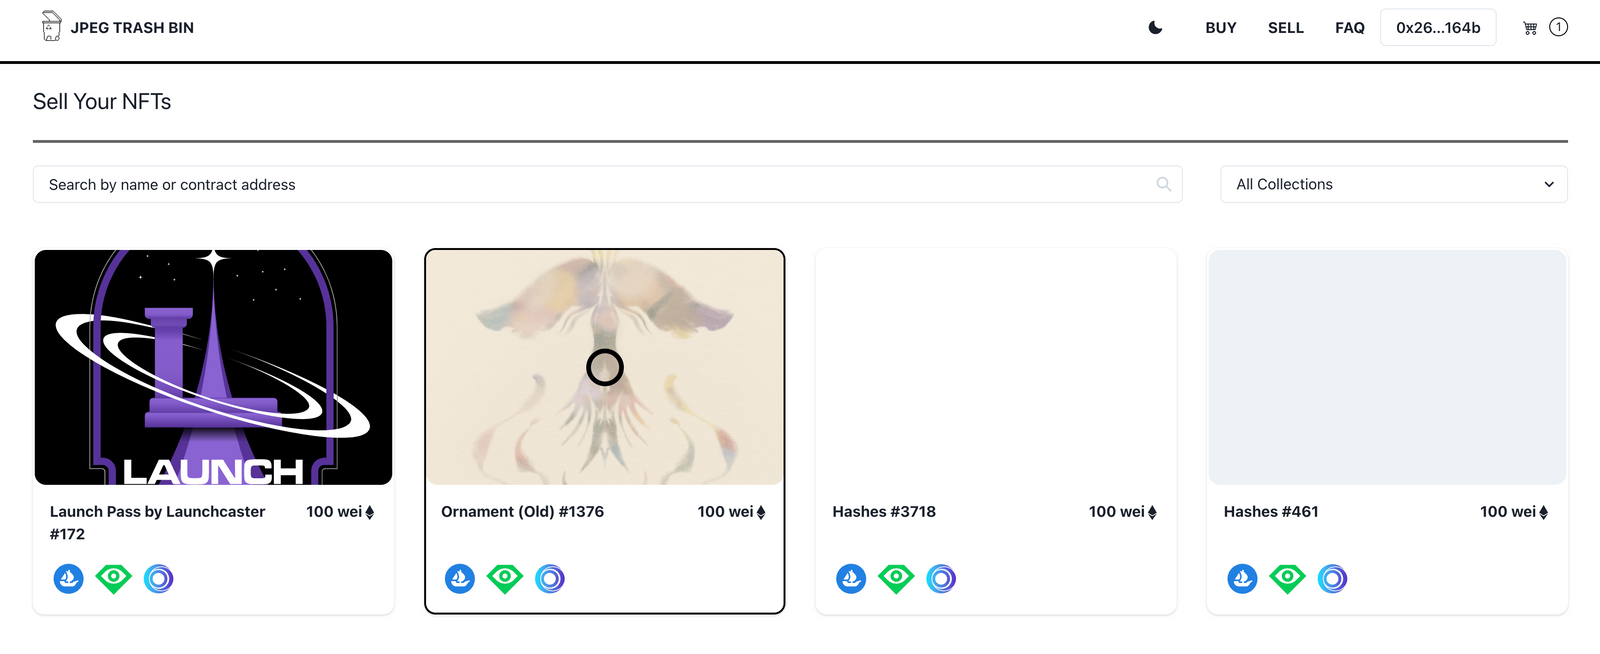 JPEG TRASH BIN
BUY SELL FAQ 0x26...164b 1
Sell Your NFTs
Search by name or contract address
All Collections
LAUNCH
Launch Pass by Launchcaster #172
100 wei
Ornament (Old) #1376
100 wei
Hashes #3718
100 wei
Hashes #461
100 wei